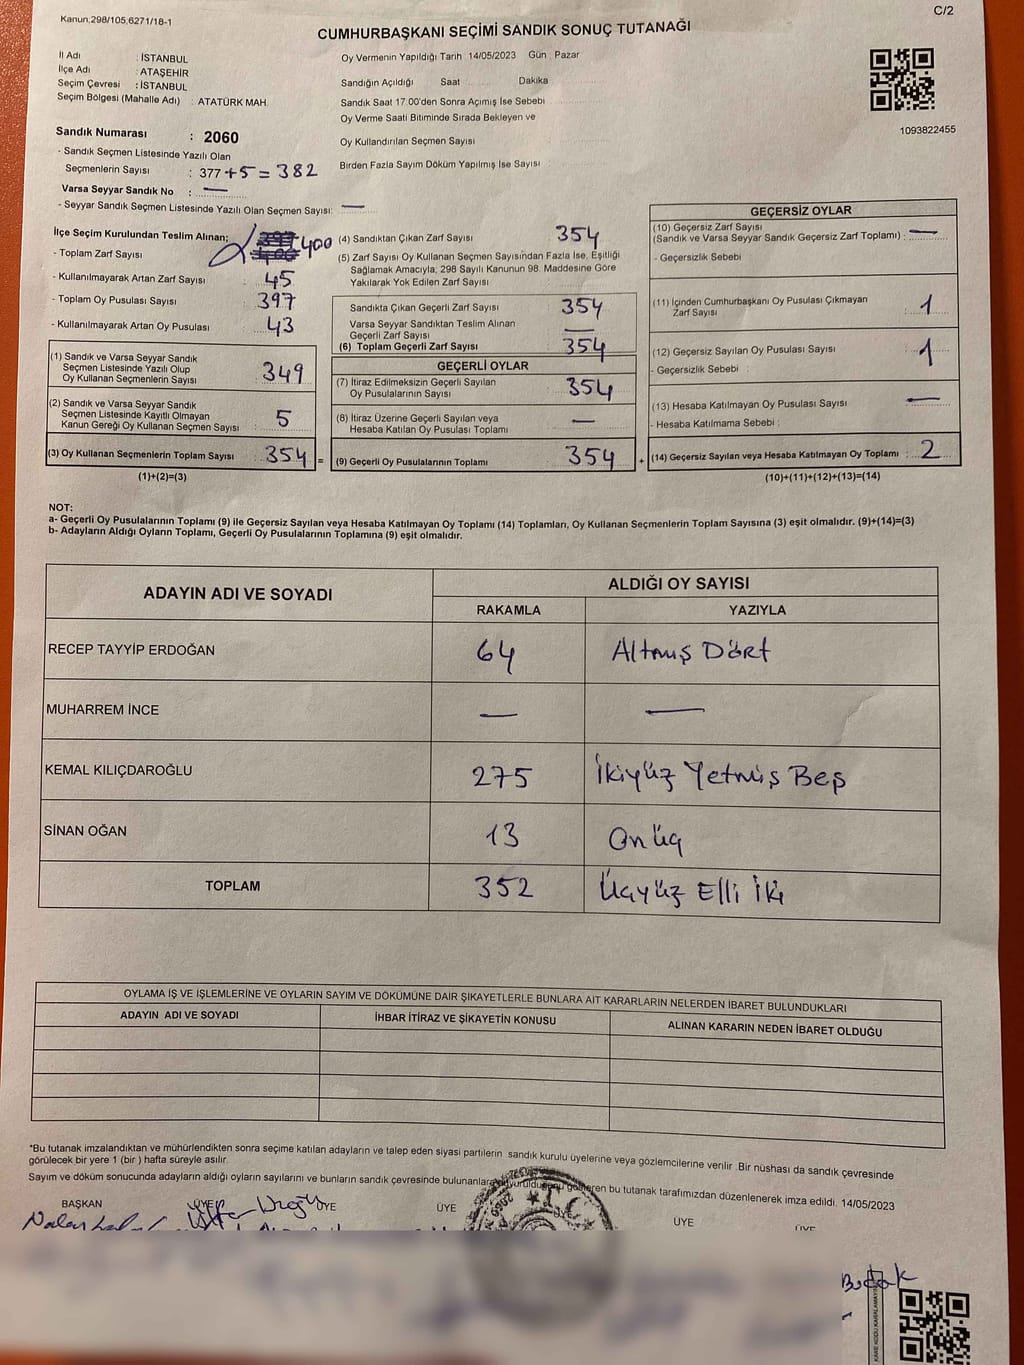 Kanun,298/105,6271/18-1
C/2
CUMHURBAŞKANI SEÇİMİ SANDIK SONUÇ TUTANAĞI
İl Adı : İSTANBUL
İlçe Adı : ATAŞEHİR
Seçim Çevresi : İSTANBUL
Seçim Bölgesi (Mahalle Adı) : ATATÜRK MAH.
Oy Vermenin Yapıldığı Tarih 14/05/2023 Gün Pazar
Sandığın Açıldığı Saat Dakika
Sandık Saat 17.00'den Sonra Açımış İse Sebebi
Oy Verme Saati Bitiminde Sırada Bekleyen ve
Oy Kullandırılan Seçmen Sayısı
Birden Fazla Sayım Döküm Yapılmış İse Sayısı
1093822455
Sandık Numarası : 2060
- Sandık Seçmen Listesinde Yazılı Olan
Seçmenlerin Sayısı : 377 +5 = 382
Varsa Seyyar Sandık No : —
- Seyyar Sandık Seçmen Listesinde Yazılı Olan Seçmen Sayısı: —
İlçe Seçim Kurulundan Teslim Alınan;
- Toplam Zarf Sayısı 400
- Kullanılmayarak Artan Zarf Sayısı 45
- Toplam Oy Pusulası Sayısı 397
- Kullanılmayarak Artan Oy Pusulası 43
(1) Sandık ve Varsa Seyyar Sandık
Seçmen Listesinde Yazılı Olup
Oy Kullanan Seçmenlerin Sayısı 349
(2) Sandık ve Varsa Seyyar Sandık
Seçmen Listesinde Kayıtlı Olmayan
Kanun Gereği Oy Kullanan Seçmen Sayısı 5
(3) Oy Kullanan Seçmenlerin Toplam Sayısı : 354 =
(1)+(2)=(3)
(4) Sandıktan Çıkan Zarf Sayısı 354
(5) Zarf Sayısı Oy Kullanan Seçmen Sayısından Fazla İse, Eşitliği
Sağlamak Amacıyla, 298 Sayılı Kanunun 98. Maddesine Göre
Yakılarak Yok Edilen Zarf Sayısı
Sandıkta Çıkan Geçerli Zarf Sayısı 354
Varsa Seyyar Sandıktan Teslim Alınan
Geçerli Zarf Sayısı —
(6) Toplam Geçerli Zarf Sayısı 354
GEÇERLİ OYLAR
(7) İtiraz Edilmeksizin Geçerli Sayılan
Oy Pusulalarının Sayısı 354
(8) İtiraz Üzerine Geçerli Sayılan veya
Hesaba Katılan Oy Pusulası Toplamı —
(9) Geçerli Oy Pusulalarının Toplamı 354 +
GEÇERSİZ OYLAR
(10) Geçersiz Zarf Sayısı
(Sandık ve Varsa Seyyar Sandık Geçersiz Zarf Toplamı) : —
- Geçersizlik Sebebi
(11) İçinden Cumhurbaşkanı Oy Pusulası Çıkmayan
Zarf Sayısı 1
(12) Geçersiz Sayılan Oy Pusulası Sayısı 1
- Geçersizlik Sebebi :
(13) Hesaba Katılmayan Oy Pusulası Sayısı —
- Hesaba Katılmama Sebebi :
(14) Geçersiz Sayılan veya Hesaba Katılmayan Oy Toplamı : 2
(10)+(11)+(12)+(13)=(14)
NOT:
a- Geçerli Oy Pusulalarının Toplamı (9) ile Geçersiz Sayılan veya Hesaba Katılmayan Oy Toplamı (14) Toplamları, Oy Kullanan Seçmenlerin Toplam Sayısına (3) eşit olmalıdır. (9)+(14)=(3)
b- Adayların Aldığı Oyların Toplamı, Geçerli Oy Pusulalarının Toplamına (9) eşit olmalıdır.
ADAYIN ADI VE SOYADI
ALDIĞI OY SAYISI
RAKAMLA YAZIYLA
RECEP TAYYİP ERDOĞAN 64 Altmış Dört
MUHARREM İNCE — —
KEMAL KILIÇDAROĞLU 275 İkiyüz Yetmiş Beş
SİNAN OĞAN 13 Onüç
TOPLAM 352 Üçyüz Elli İki
OYLAMA İŞ VE İŞLEMLERİNE VE OYLARIN SAYIM VE DÖKÜMÜNE DAİR ŞİKAYETLERLE BUNLARA AİT KARARLARIN NELERDEN İBARET BULUNDUKLARI
ADAYIN ADI VE SOYADI İHBAR İTİRAZ VE ŞİKAYETİN KONUSU ALINAN KARARIN NEDEN İBARET OLDUĞU
*Bu tutanak imzalandıktan ve mühürlendikten sonra seçime katılan adayların ve talep eden siyasi partilerin sandık kurulu üyelerine veya gözlemcilerine verilir. Bir nüshası da sandık çevresinde
görülecek bir yere 1 (bir ) hafta süreyle asılır.
Sayım ve döküm sonucunda adayların aldığı oyların sayılarını ve bunların sandık çevresinde bulunanlara duyurulduğunu gösteren bu tutanak tarafımızdan düzenlenerek imza edildi. 14/05/2023
BAŞKAN ÜYE ÜYE ÜYE ÜYE ÜYE